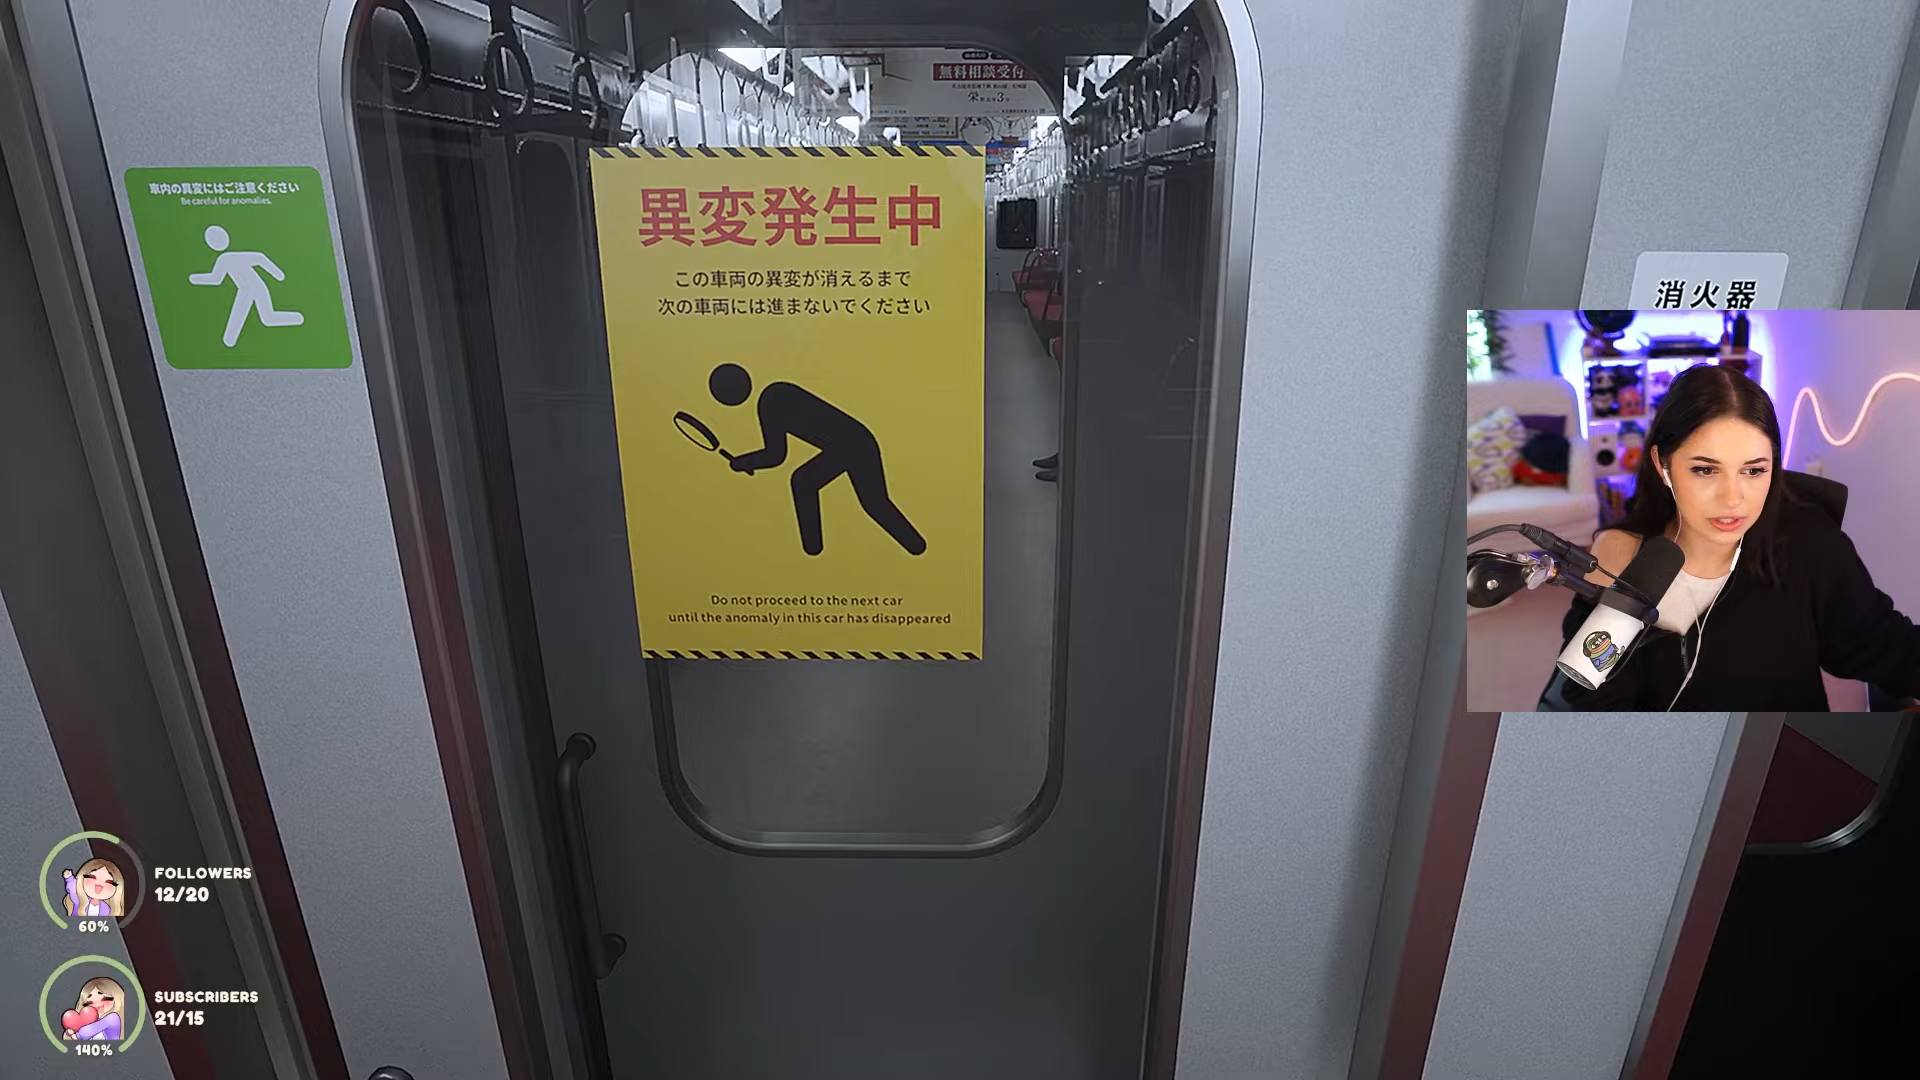 無料相談受付
栄
3
車内の異変にはご注意ください
Be careful for anomalies.
異変発生中
この車両の異変が消えるまで
次の車両には進まないでください
Do not proceed to the next car
until the anomaly in this car has disappeared
消火器
FOLLOWERS
12/20
60%
SUBSCRIBERS
21/15
140%